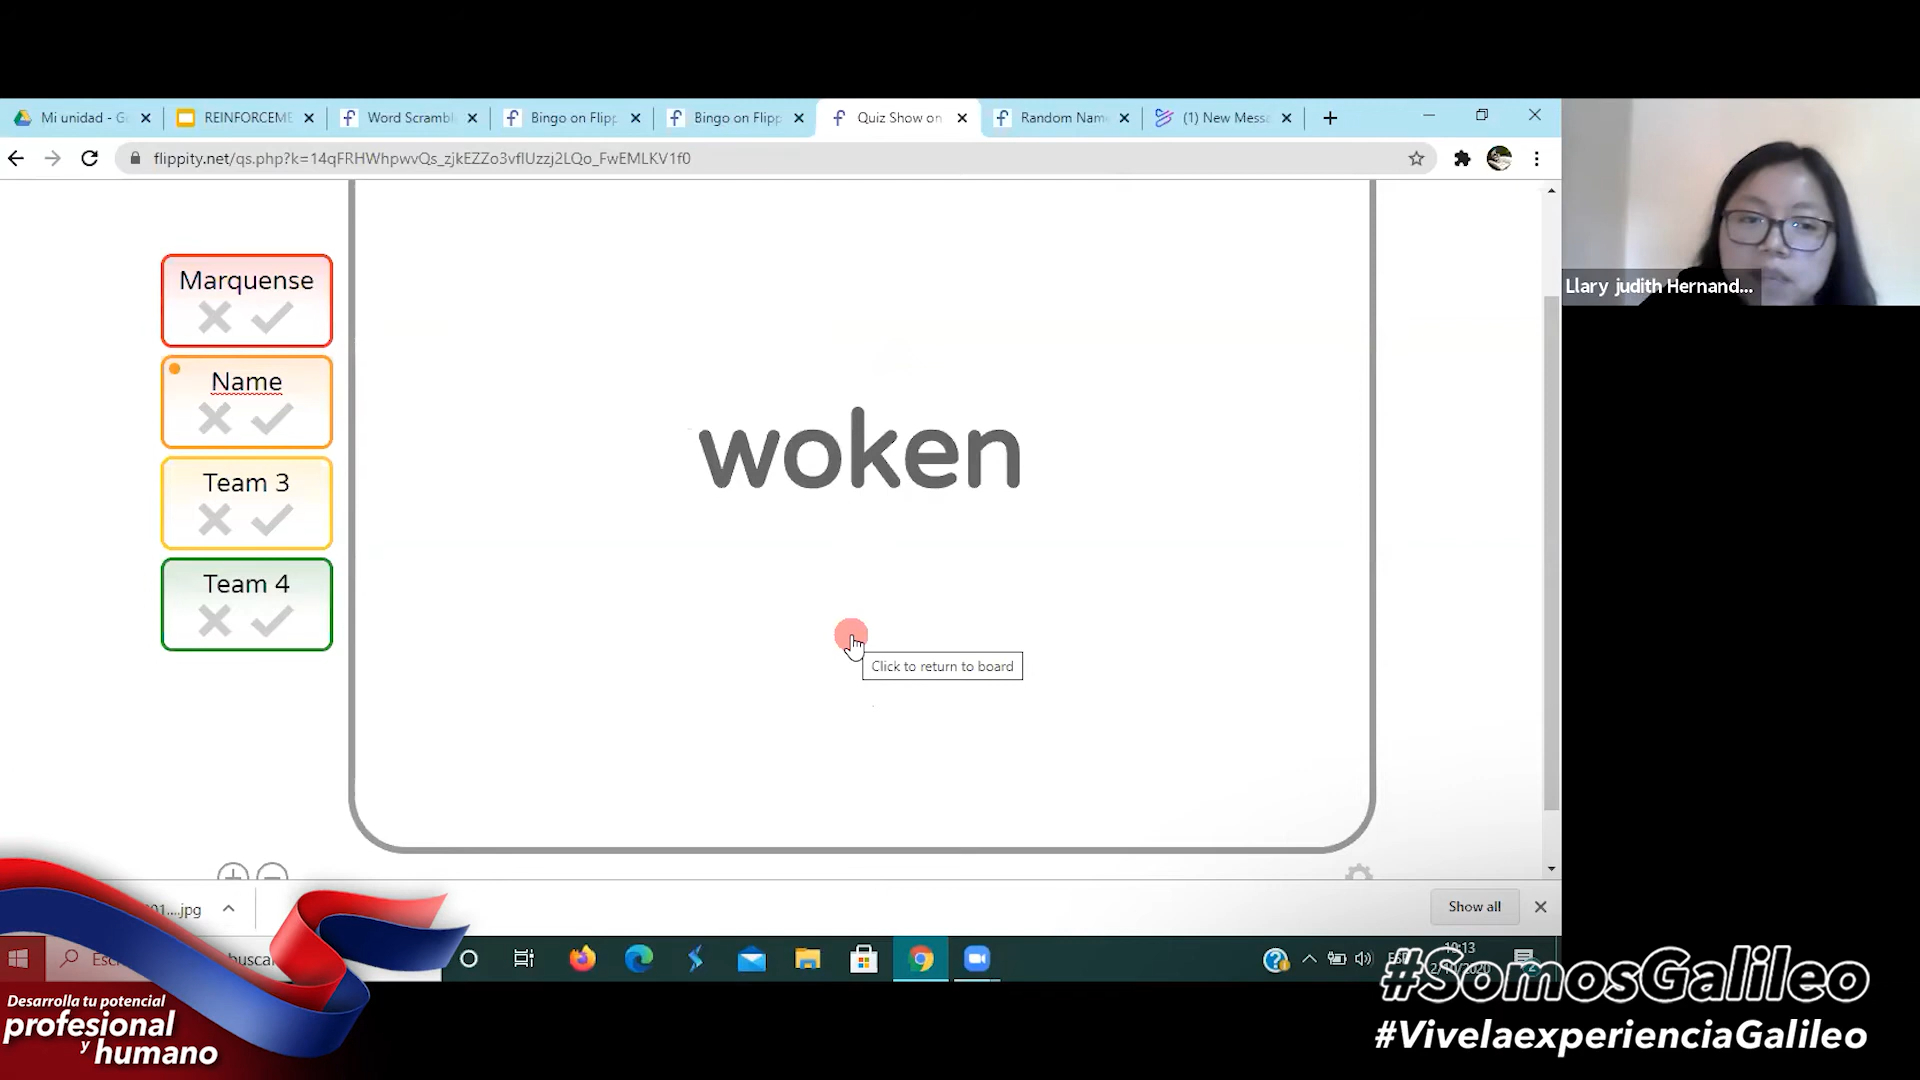 Mi unidad - G
REINFORCEME
Word Scrambl
Bingo on Flipp
Bingo on Flipp
Quiz Show on
Random Nam
(1) New Messa
flippity.net/qs.php?k=14qFRHWhpwvQs_zjkEZZo3vflUzzj2LQo_FwEMLKV1f0
Llary judith Hernand...
Marquense
Name
Team 3
Team 4
woken
Click to return to board
....jpg
Show all
#SomosGalileo
#VivelaexperienciaGalileo
Desarrolla tu potencial
profesional
y humano